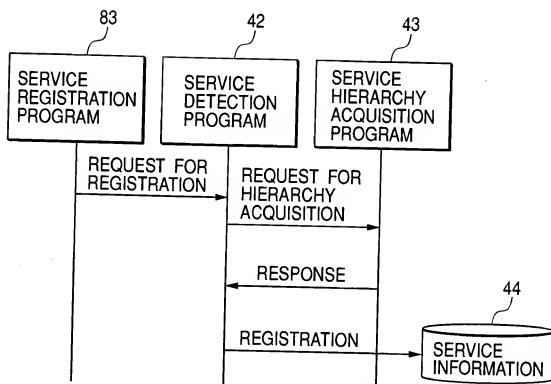 83
42
43
SERVICE
REGISTRATION
PROGRAM
SERVICE
DETECTION
PROGRAM
SERVICE
HIERARCHY
ACQUISITION
PROGRAM
REQUEST FOR
REGISTRATION
REQUEST FOR
HIERARCHY
ACQUISITION
RESPONSE
REGISTRATION
44
SERVICE
INFORMATION